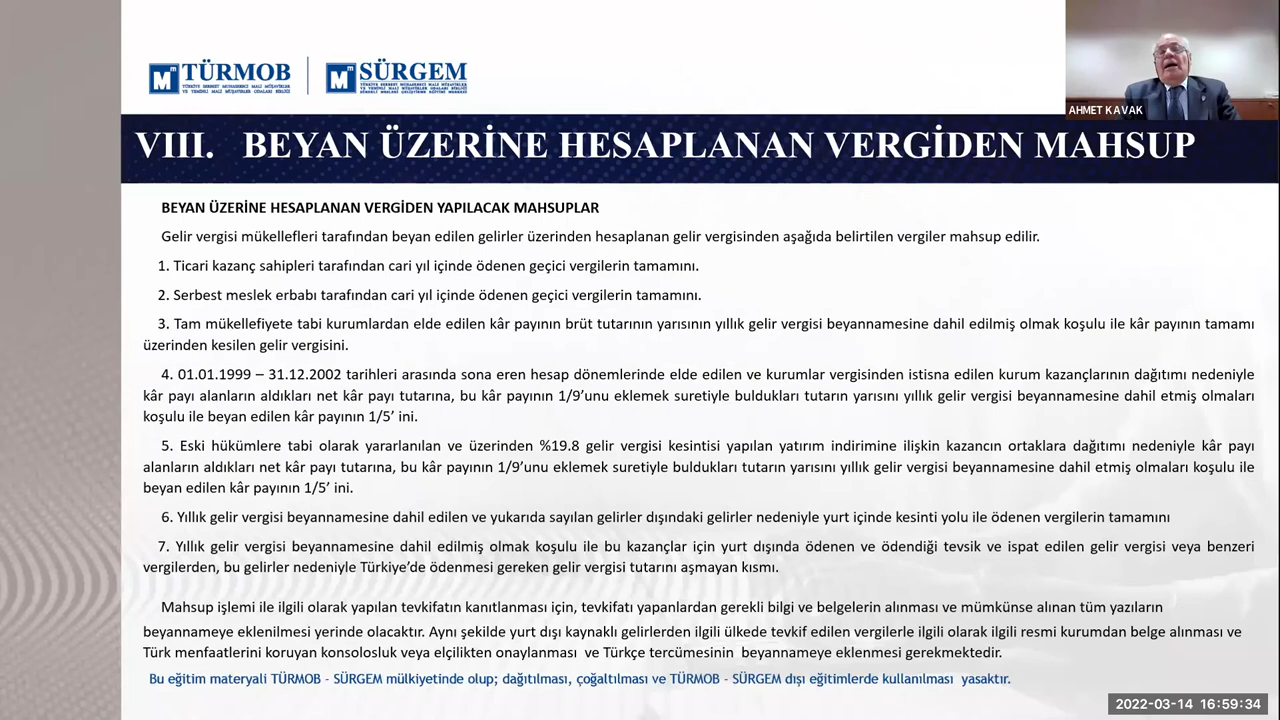 TÜRMOB
TÜRKİYE SERBEST MUHASEBECİ MALİ MÜŞAVİRLER
VE YEMİNLİ MALİ MÜŞAVİRLER ODALARI BİRLİĞİ
SÜRGEM
AHMET KAVAK
VIII. BEYAN ÜZERİNE HESAPLANAN VERGİDEN MAHSUP
BEYAN ÜZERİNE HESAPLANAN VERGİDEN YAPILACAK MAHSUPLAR
Gelir vergisi mükellefleri tarafından beyan edilen gelirler üzerinden hesaplanan gelir vergisinden aşağıda belirtilen vergiler mahsup edilir.
1. Ticari kazanç sahipleri tarafından cari yıl içinde ödenen geçici vergilerin tamamını.
2. Serbest meslek erbabı tarafından cari yıl içinde ödenen geçici vergilerin tamamını.
3. Tam mükellefiyete tabi kurumlardan elde edilen kâr payının brüt tutarının yarısının yıllık gelir vergisi beyannamesine dahil edilmiş olmak koşulu ile kâr payının tamamı
üzerinden kesilen gelir vergisini.
4. 01.01.1999 – 31.12.2002 tarihleri arasında sona eren hesap dönemlerinde elde edilen ve kurumlar vergisinden istisna edilen kurum kazançlarının dağıtımı nedeniyle
kâr payı alanların aldıkları net kâr payı tutarına, bu kâr payının 1/9’unu eklemek suretiyle buldukları tutarın yarısını yıllık gelir vergisi beyannamesine dahil etmiş olmaları
koşulu ile beyan edilen kâr payının 1/5’ ini.
5. Eski hükümlere tabi olarak yararlanılan ve üzerinden %19.8 gelir vergisi kesintisi yapılan yatırım indirimine ilişkin kazancın ortaklara dağıtımı nedeniyle kâr payı
alanların aldıkları net kâr payı tutarına, bu kâr payının 1/9’unu eklemek suretiyle buldukları tutarın yarısını yıllık gelir vergisi beyannamesine dahil etmiş olmaları koşulu ile
beyan edilen kâr payının 1/5’ ini.
6. Yıllık gelir vergisi beyannamesine dahil edilen ve yukarıda sayılan gelirler dışındaki gelirler nedeniyle yurt içinde kesinti yolu ile ödenen vergilerin tamamını
7. Yıllık gelir vergisi beyannamesine dahil edilmiş olmak koşulu ile bu kazançlar için yurt dışında ödenen ve ödendiği tevsik ve ispat edilen gelir vergisi veya benzeri
vergilerden, bu gelirler nedeniyle Türkiye’de ödenmesi gereken gelir vergisi tutarını aşmayan kısmı.
Mahsup işlemi ile ilgili olarak yapılan tevkifatın kanıtlanması için, tevkifatı yapanlardan gerekli bilgi ve belgelerin alınması ve mümkünse alınan tüm yazıların
beyannameye eklenilmesi yerinde olacaktır. Aynı şekilde yurt dışı kaynaklı gelirlerden ilgili ülkede tevkif edilen vergilerle ilgili olarak ilgili resmi kurumdan belge alınması ve
Türk menfaatlerini koruyan konsolosluk veya elçilikten onaylanması ve Türkçe tercümesinin beyannameye eklenmesi gerekmektedir.
Bu eğitim materyali TÜRMOB - SÜRGEM mülkiyetinde olup; dağıtılması, çoğaltılması ve TÜRMOB - SÜRGEM dışı eğitimlerde kullanılması yasaktır.
2022-03-14 16:59:34